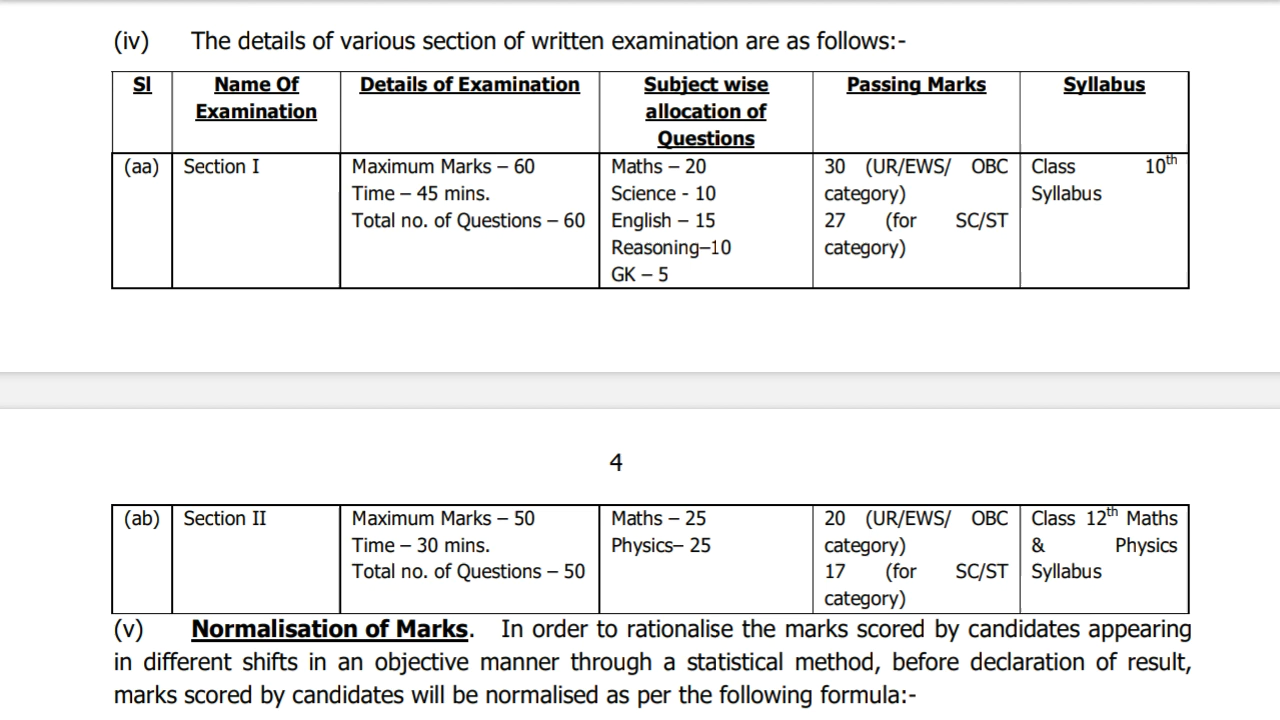 (iv) The details of various section of written examination are as follows:-
Sl Name Of Examination Details of Examination Subject wise allocation of Questions Passing Marks Syllabus
(aa) Section I Maximum Marks – 60 Maths – 20 30 (UR/EWS/ OBC Class 10th
Time – 45 mins. Science - 10 category) Syllabus
Total no. of Questions – 60 English – 15 27 (for SC/ST
Reasoning–10 category)
GK – 5
4
(ab) Section II Maximum Marks – 50 Maths – 25 20 (UR/EWS/ OBC Class 12th Maths
Time – 30 mins. Physics– 25 category) & Physics
Total no. of Questions – 50 17 (for SC/ST Syllabus
category)
(v) Normalisation of Marks. In order to rationalise the marks scored by candidates appearing
in different shifts in an objective manner through a statistical method, before declaration of result,
marks scored by candidates will be normalised as per the following formula:-